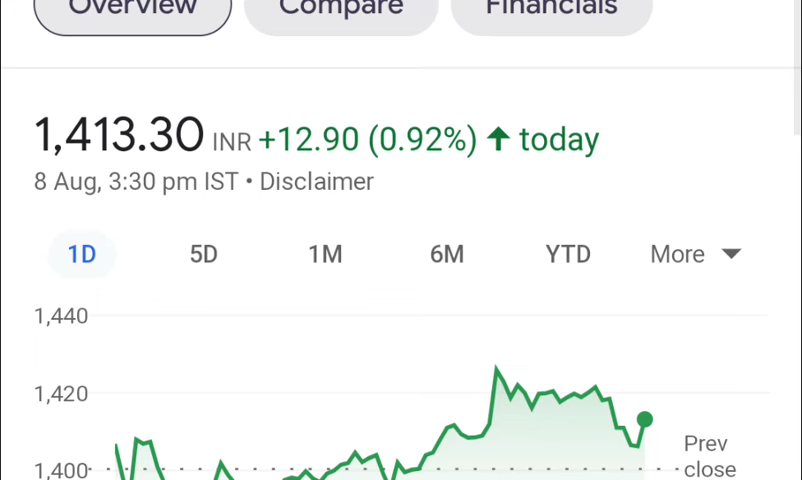 Overview Compare Financials
1,413.30 INR +12.90 (0.92%) ↑ today
8 Aug, 3:30 pm IST • Disclaimer
1D 5D 1M 6M YTD More
1,440
1,420
1,400
Prev
close